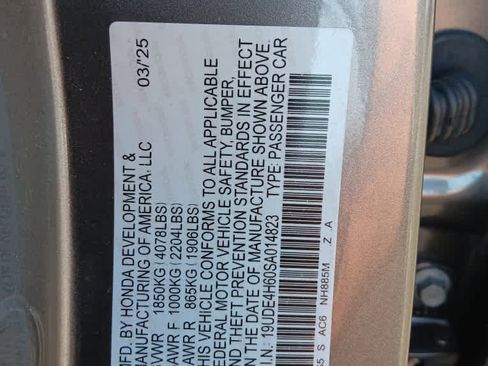 MFD. BY HONDA DEVELOPMENT & 03/'25
MANUFACTURING OF AMERICA, LLC
GVWR 1850KG(4078LBS)
GAWR F 1000KG(2204LBS)
GAWR R 865KG(1906LBS)
THIS VEHICLE CONFORMS TO ALL APPLICABLE
FEDERAL MOTOR VEHICLE SAFETY, BUMPER,
AND THEFT PREVENTION STANDARDS IN EFFECT
ON THE DATE OF MANUFACTURE SHOWN ABOVE.
V.I.N.: 19UDE4H60SA014823 TYPE: PASSENGER CAR
S AC6 NH885M Z A